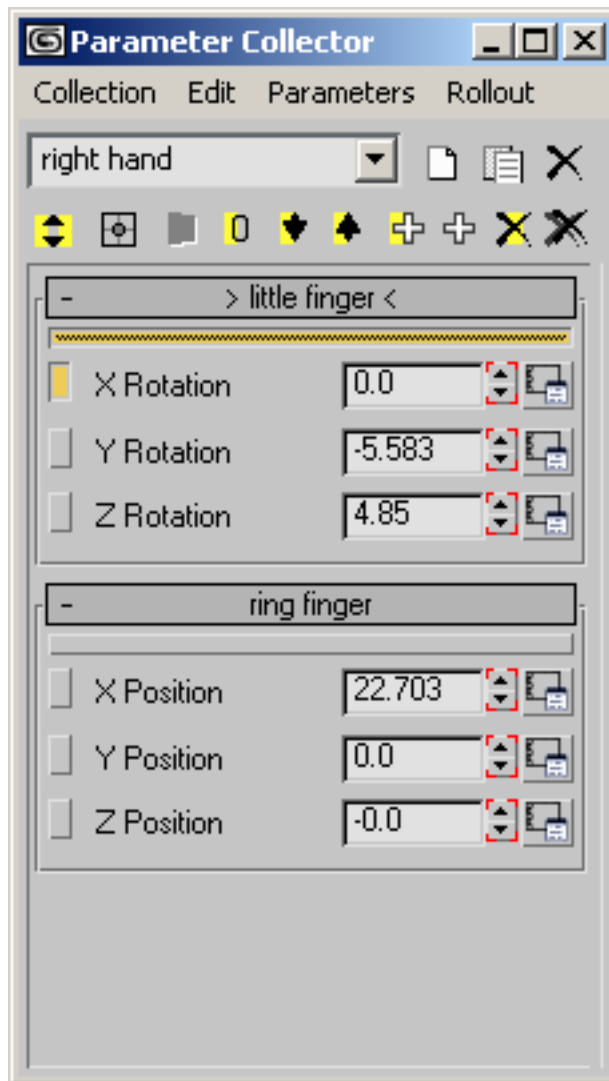 Parameter Collector
Collection Edit Parameters Rollout
right hand
0
- > little finger <
X Rotation 0.0
Y Rotation -5.583
Z Rotation 4.85
- ring finger
X Position 22.703
Y Position 0.0
Z Position -0.0